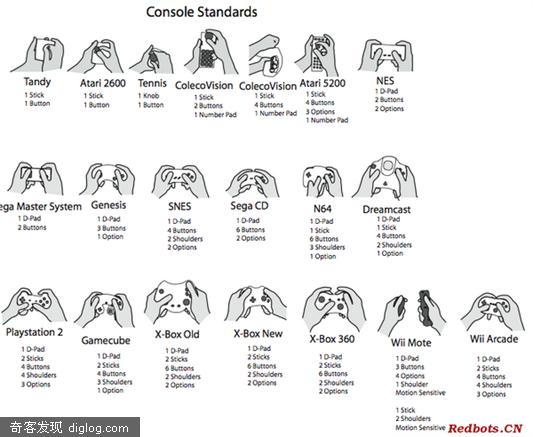 Console Standards
Tandy
1 Stick
1 Button
Atari 2600
1 Stick
1 Button
Tennis
1 Knob
1 Button
ColecoVision
1 Stick
2 Buttons
1 Number Pad
ColecoVision
1 Stick
4 Buttons
1 Number Pad
Atari 5200
1 Stick
4 Buttons
3 Options
1 Number Pad
NES
1 D-Pad
2 Buttons
2 Options
ega Master System
1 D-Pad
2 Buttons
Genesis
1 D-Pad
3 Buttons
1 Option
SNES
1 D-Pad
4 Buttons
2 Shoulders
2 Options
Sega CD
1 D-Pad
6 Buttons
2 Options
N64
1 D-Pad
1 Stick
6 Buttons
3 Shoulders
1 Option
Dreamcast
1 D-Pad
1 Stick
4 Buttons
2 Shoulders
1 Option
Playstation 2
1 D-Pad
2 Sticks
4 Buttons
4 Shoulders
3 Options
Gamecube
1 D-Pad
2 Sticks
4 Buttons
3 Shoulders
1 Option
X-Box Old
1 D-Pad
2 Sticks
6 Buttons
2 Shoulders
2 Options
X-Box New
1 D-Pad
2 Sticks
6 Buttons
2 Shoulders
2 Options
X-Box 360
1 D-Pad
2 Sticks
6 Buttons
2 Shoulders
2 Options
Wii Mote
1 D-Pad
3 Buttons
4 Options
1 Shoulder
Motion Sensitive
1 Stick
2 Shoulders
Motion Sensitive
Wii Arcade
1 D-Pad
2 Sticks
4 Buttons
4 Shoulders
3 Options
奇客发现 diglog.com
Redbots.CN